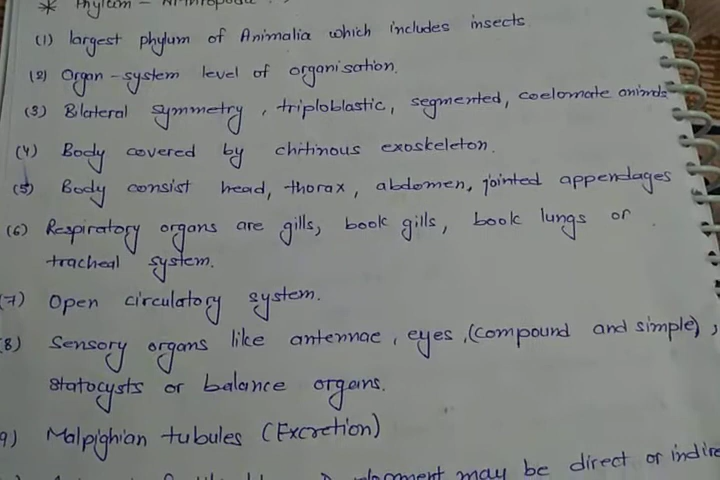 * Phylum - Arthropoda
(1) largest phylum of Animalia which includes insects
(2) Organ-system level of organisation.
(3) Bilateral symmetry, triploblastic, segmented, coelomate animals
(4) Body covered by chitinous exoskeleton.
(5) Body consist head, thorax, abdomen, jointed appendages
(6) Respiratory organs are gills, book gills, book lungs or
tracheal system.
(7) Open circulatory system.
(8) Sensory organs like antennae, eyes,(compound and simple),
statocysts or balance organs.
9) Malpighian tubules (Excretion)
may be direct or indire